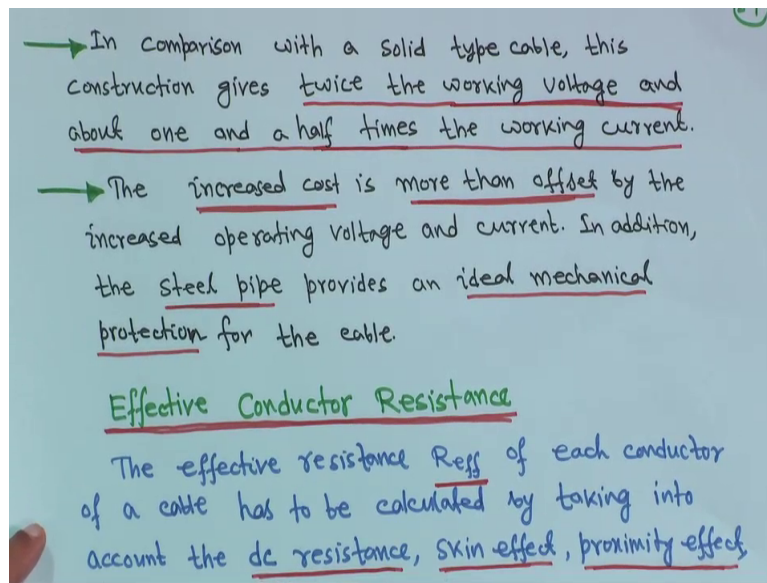 In comparison with a solid type cable, this
construction gives twice the working voltage and
about one and a half times the working current.
The increased cost is more than offset by the
increased operating voltage and current. In addition,
the steel pipe provides an ideal mechanical
protection for the cable.
Effective Conductor Resistance
The effective resistance Reff of each conductor
of a cable has to be calculated by taking into
account the dc resistance, skin effect, proximity effect,